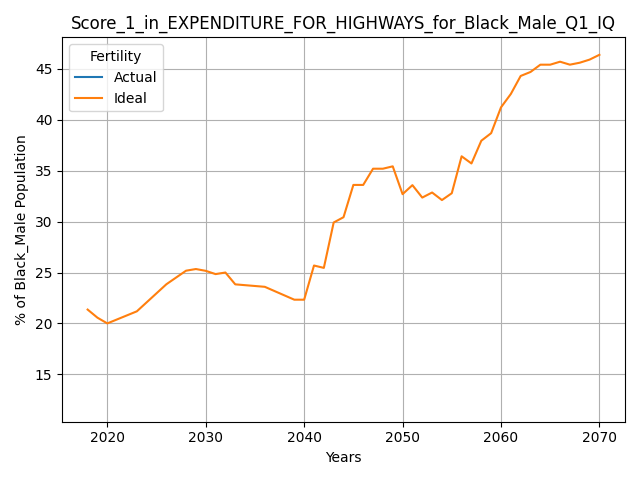 Score_1_in_EXPENDITURE_FOR_HIGHWAYS_for_Black_Male_Q1_IQ
Fertility
Actual
Ideal
% of Black_Male Population
45
40
35
30
25
20
15
2020 2030 2040 2050 2060 2070
Years